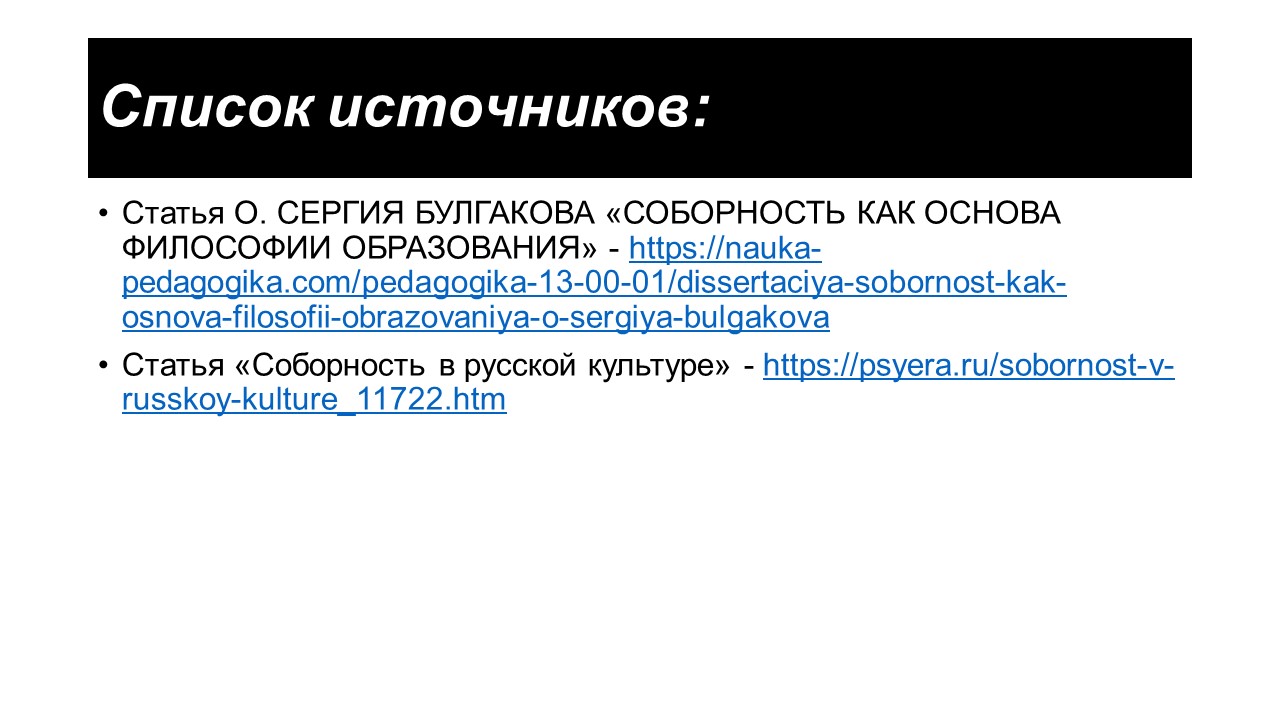 Список источников:
• Статья О. СЕРГИЯ БУЛГАКОВА «СОБОРНОСТЬ КАК ОСНОВА
ФИЛОСОФИИ ОБРАЗОВАНИЯ» - https://nauka-
pedagogika.com/pedagogika-13-00-01/dissertaciya-sobornost-kak-
osnova-filosofii-obrazovaniya-o-sergiya-bulgakova
• Статья «Соборность в русской культуре» - https://psyera.ru/sobornost-v-
russkoy-kulture_11722.htm